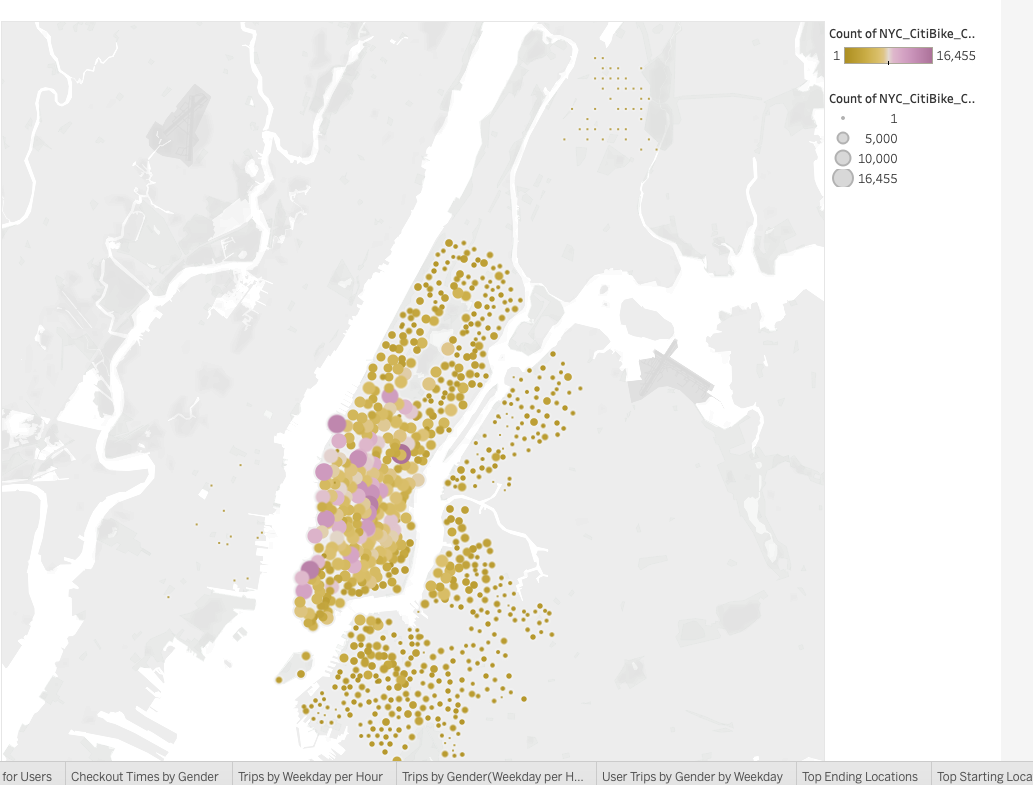 Count of NYC_CitiBike_C..
1 16,455
Count of NYC_CitiBike_C..
1
5,000
10,000
16,455
for Users Checkout Times by Gender Trips by Weekday per Hour Trips by Gender(Weekday per H... User Trips by Gender by Weekday Top Ending Locations Top Starting Loca